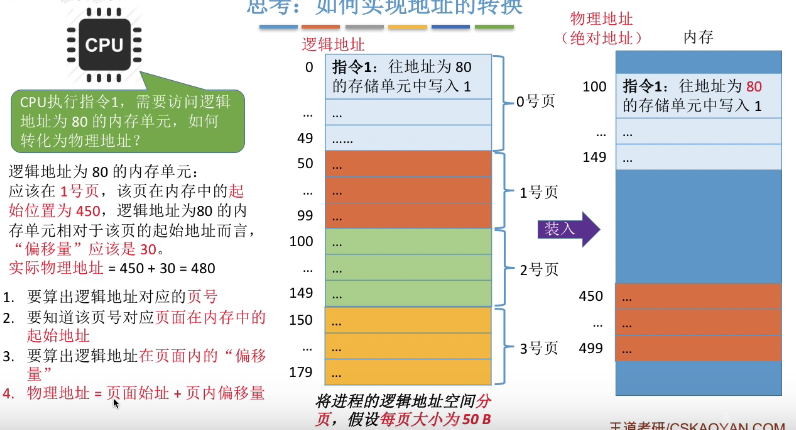 思考：如何实现地址的转换
CPU
CPU执行指令1，需要访问逻辑
地址为 80 的内存单元，如何
转化为物理地址？
逻辑地址为 80 的内存单元：
应该在 1号页，该页在内存中的起
始位置为 450，逻辑地址为80 的内
存单元相对于该页的起始地址而言，
“偏移量”应该是 30。
实际物理地址 = 450 + 30 = 480
1. 要算出逻辑地址对应的页号
2. 要知道该页号对应页面在内存中的
起始地址
3. 要算出逻辑地址在页面内的“偏移
量”
4. 物理地址 = 页面始址 + 页内偏移量
逻辑地址
0
指令1：往地址为 80
的存储单元中写入 1
... ...
49 ......
0号页
50 ...
... ...
99 ...
1号页
100 ...
... ...
149 ...
2号页
150 ...
... ...
179 ...
3号页
将进程的逻辑地址空间分
页，假设每页大小为 50 B
装入
物理地址
（绝对地址）
内存
100
指令1：往地址为 80
的存储单元中写入 1
... ...
149 ...
450 ...
... ...
499 ...
王道考研/CSKAOYAN.COM